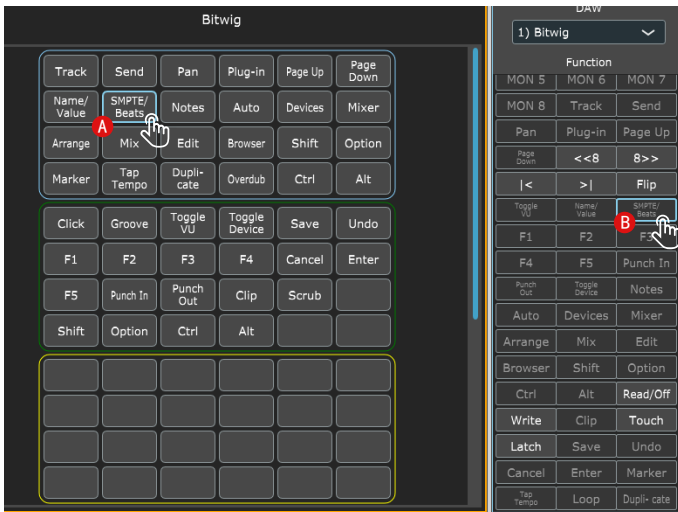 Bitwig
Track Send Pan Plug-in Page Up Page
Down
Name/
Value SMPTE/
Beats Notes Auto Devices Mixer
A
Arrange Mix Edit Browser Shift Option
Marker Tap
Tempo Dupli-
cate Overdub Ctrl Alt
Click Groove Toggle
VU Toggle
Device Save Undo
F1 F2 F3 F4 Cancel Enter
F5 Punch In Punch
Out Clip Scrub
Shift Option Ctrl Alt
DAW
1) Bitwig
Function
MON 5 MON 6 MON 7
MON 8 Track Send
Pan Plug-in Page Up
Page
Down <<8 8>>
|< >| Flip
Toggle
VU Name/
Value SMPTE/
Beats
B
F1 F2 F3
F4 F5 Punch In
Punch
Out Toggle
Device Notes
Auto Devices Mixer
Arrange Mix Edit
Browser Shift Option
Ctrl Alt Read/Off
Write Clip Touch
Latch Save Undo
Cancel Enter Marker
Tap
Tempo Loop Dupli- cate